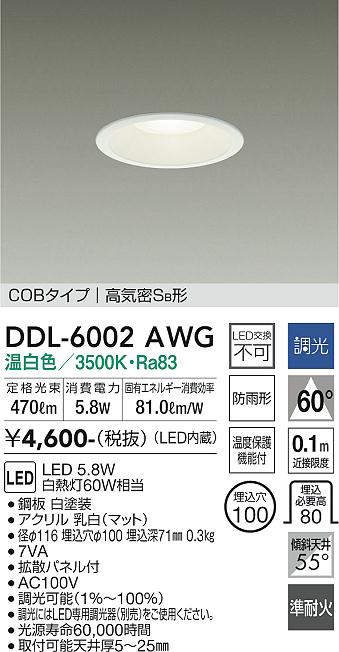 COBタイプ｜高気密SB形
DDL-6002 AWG
温白色／3500K・Ra83
定格光束 消費電力 固有エネルギー消費効率
470ℓm 5.8W 81.0ℓm/W
¥4,600-(税抜) (LED内蔵)
LED LED 5.8W
白熱灯60W相当
●鋼板 白塗装
●アクリル 乳白(マット)
●径φ116 埋込穴φ100 埋込深71㎜ 0.3㎏
●7VA
●拡散パネル付
●AC100V
●調光可能(1%～100%)
●調光にはLED専用調光器(別売)をご使用ください。
●光源寿命60,000時間
●取付可能天井厚5～25㎜
LED交換
不可
調光
防雨形
60°
温度保護
機能付
0.1m
近接限度
埋込穴
100
埋込
必要高
80
傾斜天井
55°
準耐火